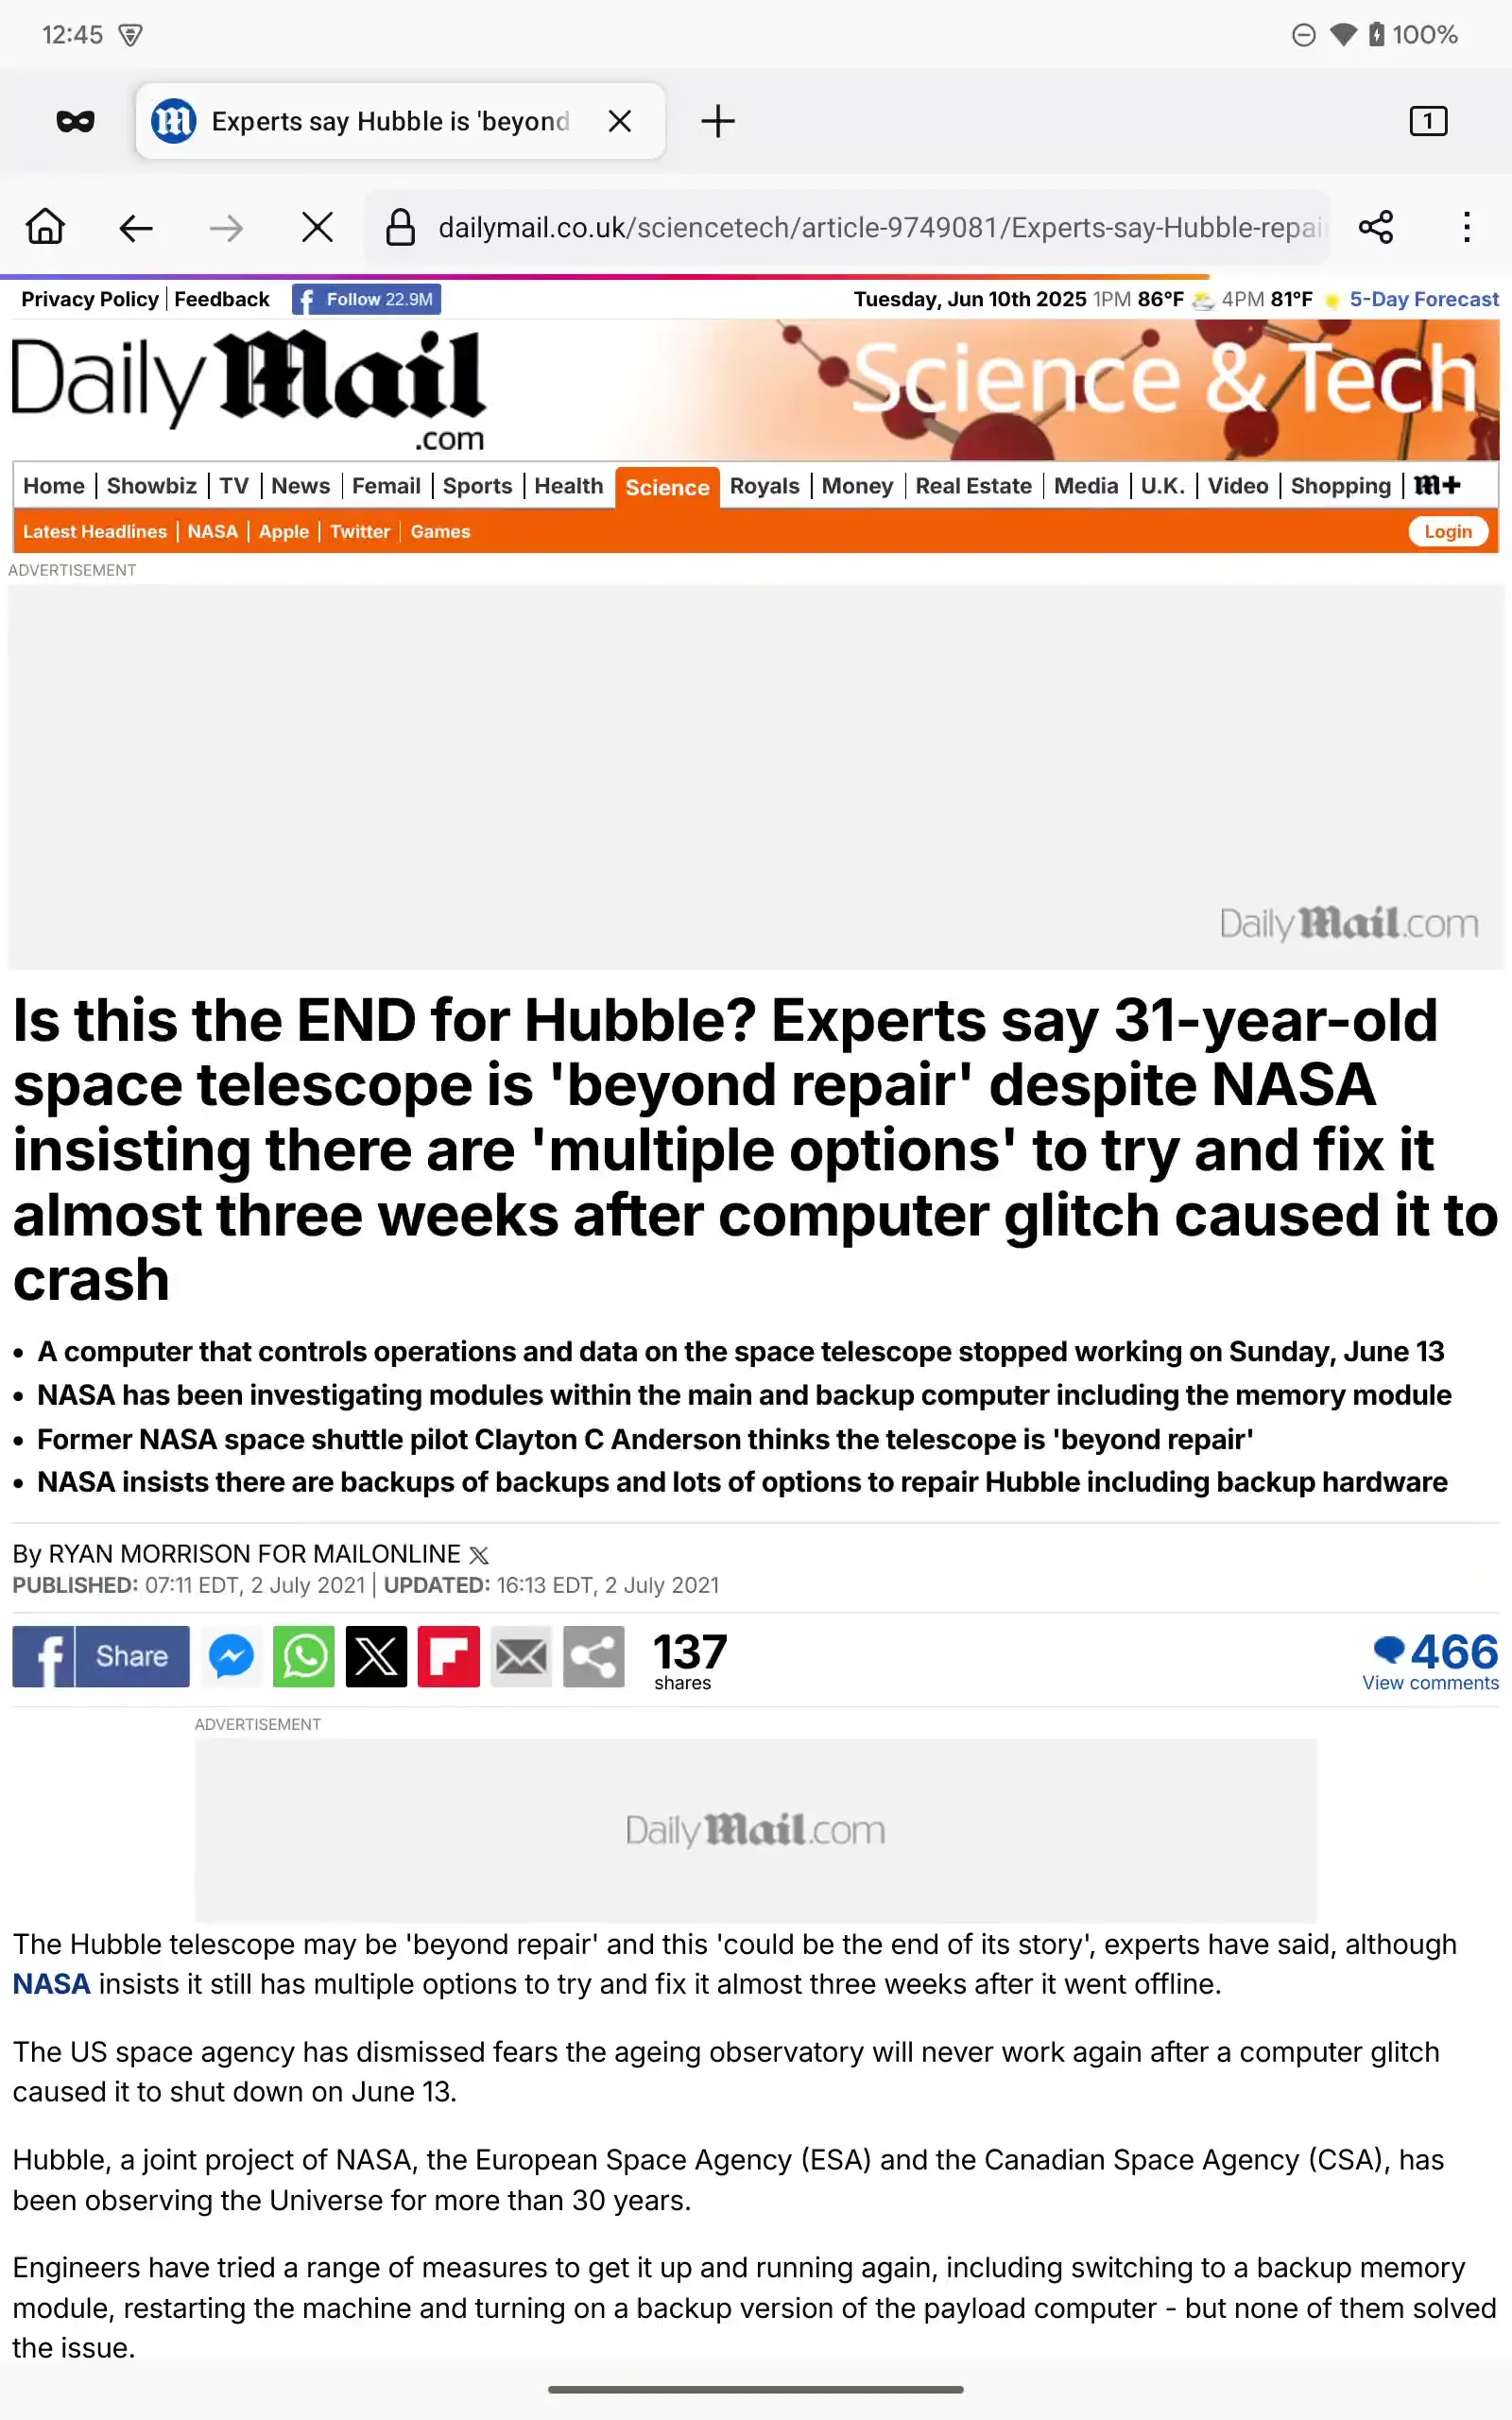 12:45
100%
Experts say Hubble is 'beyond
1
dailymail.co.uk/sciencetech/article-9749081/Experts-say-Hubble-repai
Privacy Policy | Feedback
Follow 22.9M
Tuesday, Jun 10th 2025 1PM 86°F 4PM 81°F 5-Day Forecast
Daily Mail
.com
Science & Tech
Home | Showbiz | TV | News | Femail | Sports | Health Science Royals | Money | Real Estate | Media | U.K. | Video | Shopping | m+
Latest Headlines | NASA | Apple | Twitter | Games
Login
ADVERTISEMENT
Daily Mail.com
Is this the END for Hubble? Experts say 31-year-old
space telescope is 'beyond repair' despite NASA
insisting there are 'multiple options' to try and fix it
almost three weeks after computer glitch caused it to
crash
• A computer that controls operations and data on the space telescope stopped working on Sunday, June 13
• NASA has been investigating modules within the main and backup computer including the memory module
• Former NASA space shuttle pilot Clayton C Anderson thinks the telescope is 'beyond repair'
• NASA insists there are backups of backups and lots of options to repair Hubble including backup hardware
By RYAN MORRISON FOR MAILONLINE
PUBLISHED: 07:11 EDT, 2 July 2021 | UPDATED: 16:13 EDT, 2 July 2021
Share
137
shares
466
View comments
ADVERTISEMENT
Daily Mail.com
The Hubble telescope may be 'beyond repair' and this 'could be the end of its story', experts have said, although
NASA insists it still has multiple options to try and fix it almost three weeks after it went offline.
The US space agency has dismissed fears the ageing observatory will never work again after a computer glitch
caused it to shut down on June 13.
Hubble, a joint project of NASA, the European Space Agency (ESA) and the Canadian Space Agency (CSA), has
been observing the Universe for more than 30 years.
Engineers have tried a range of measures to get it up and running again, including switching to a backup memory
module, restarting the machine and turning on a backup version of the payload computer - but none of them solved
the issue.